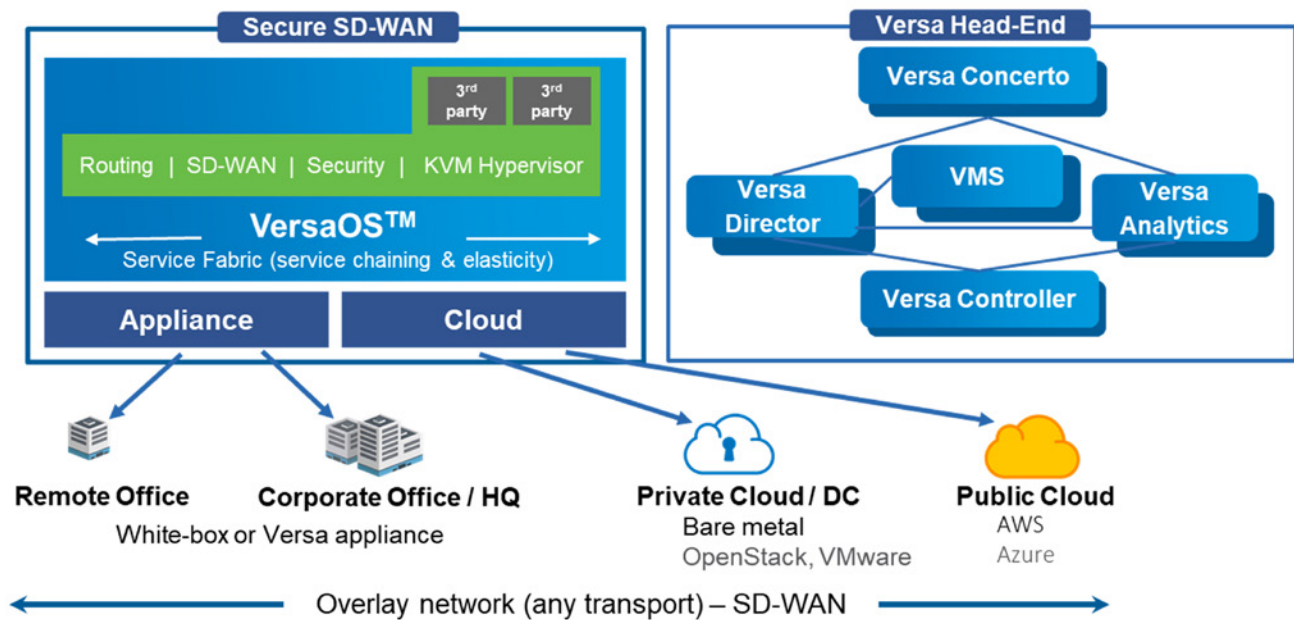 Secure SD-WAN
3rd
party
3rd
party
Routing | SD-WAN | Security | KVM Hypervisor
VersaOS™
Service Fabric (service chaining & elasticity)
Appliance
Cloud
Versa Head-End
Versa Concerto
VMS
Versa
Director
Versa
Analytics
Versa Controller
Remote Office
Corporate Office / HQ
White-box or Versa appliance
Private Cloud / DC
Bare metal
OpenStack, VMware
Public Cloud
AWS
Azure
Overlay network (any transport) – SD-WAN